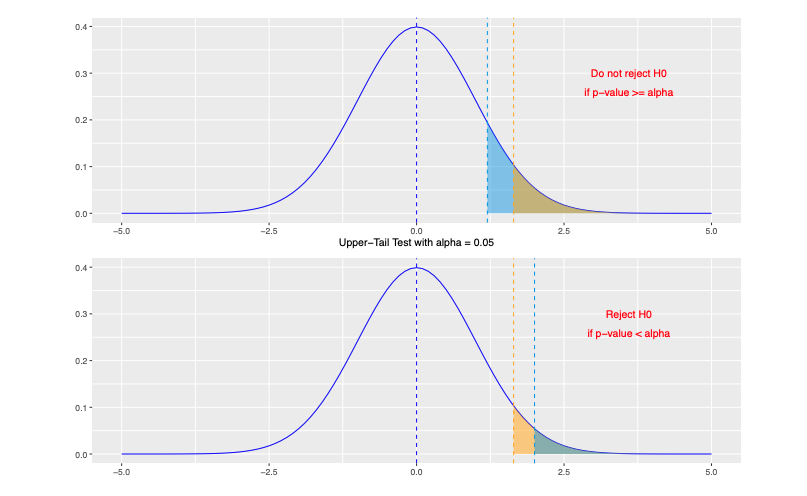 0.4
0.3
0.2
0.1
0.0
Do not reject H0
if p−value >= alpha
−5.0 −2.5 0.0 2.5 5.0
Upper−Tail Test with alpha = 0.05
0.4
0.3
0.2
0.1
0.0
Reject H0
if p−value < alpha
−5.0 −2.5 0.0 2.5 5.0